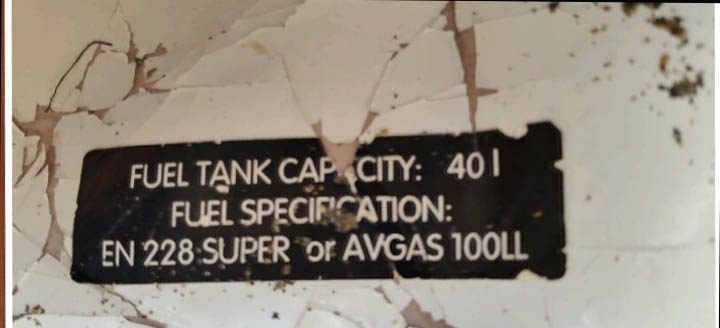 FUEL TANK CAPACITY: 40 l
FUEL SPECIFICATION:
EN 228 SUPER or AVGAS 100LL